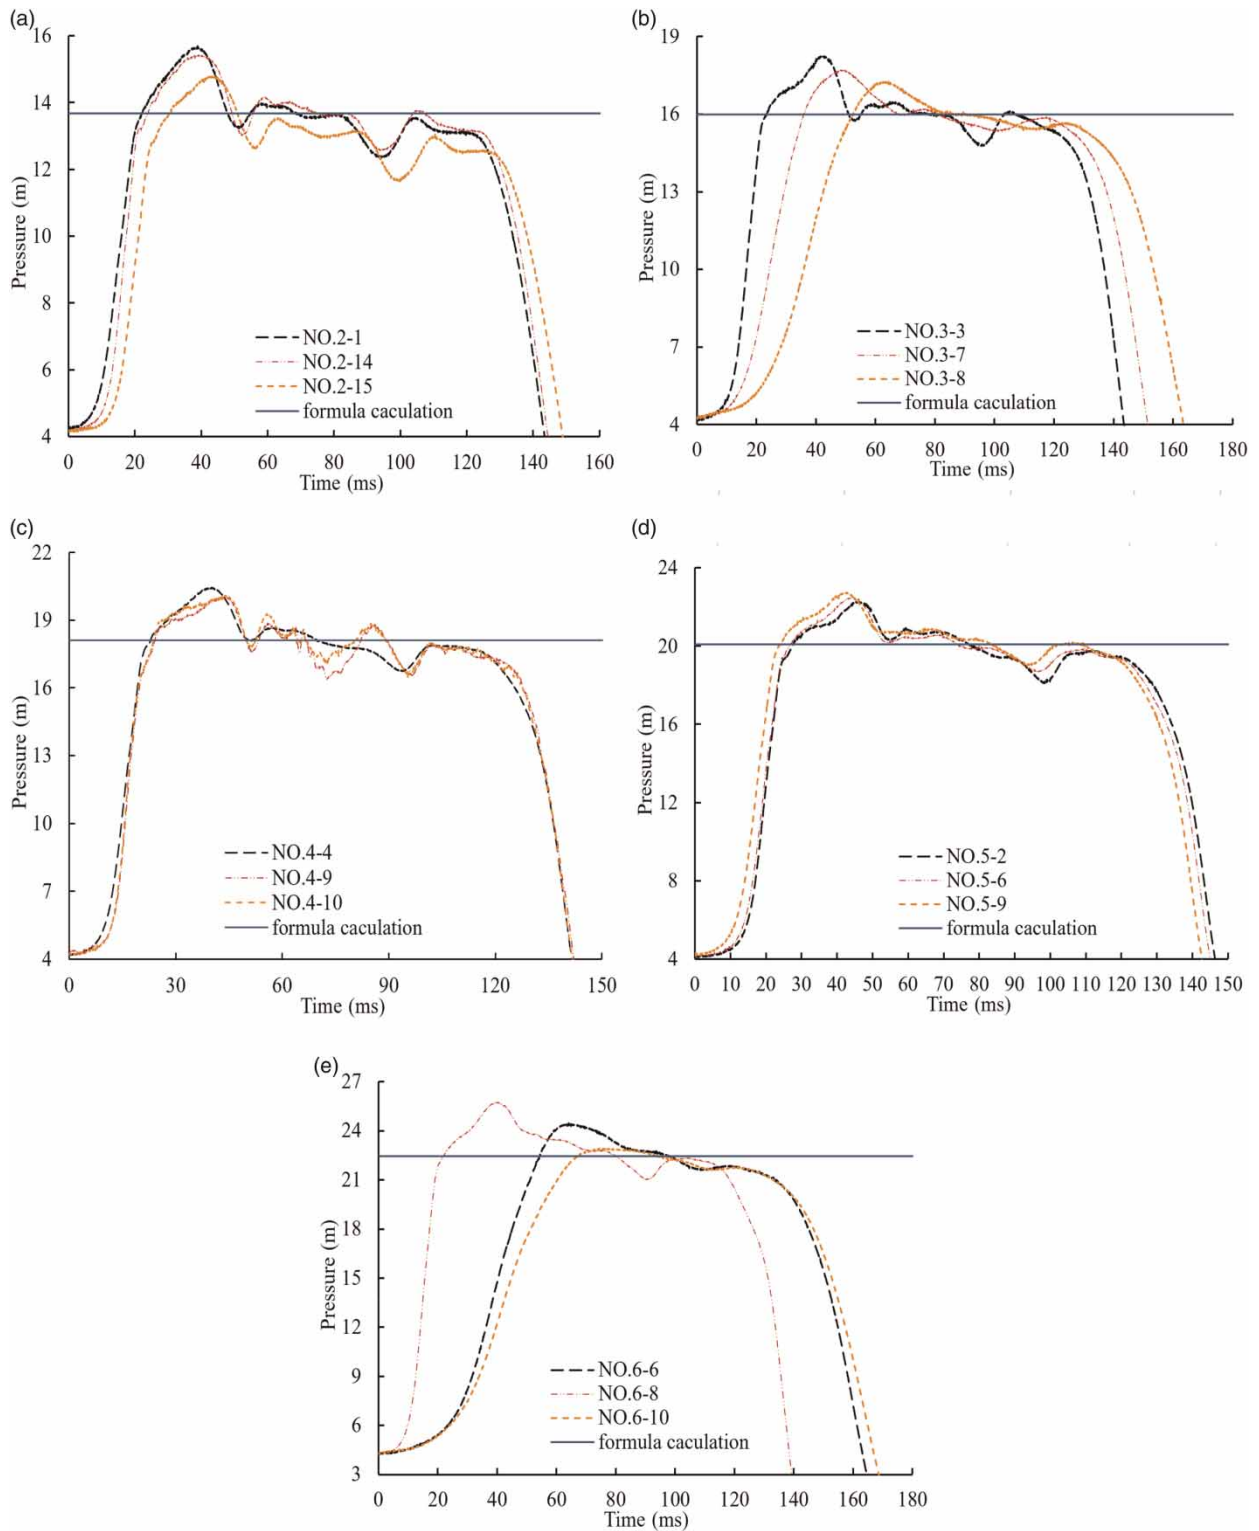 (a)
16
14
12
10
8
6
4
Pressure (m)
NO.2-1
NO.2-14
NO.2-15
formula caculation
0 20 40 60 80 100 120 140 160
Time (ms)
(b)
19
16
13
10
7
4
Pressure (m)
NO.3-3
NO.3-7
NO.3-8
formula caculation
0 20 40 60 80 100 120 140 160 180
Time (ms)
(c)
22
19
16
13
10
7
4
Pressure (m)
NO.4-4
NO.4-9
NO.4-10
formula caculation
0 30 60 90 120 150
Time (ms)
(d)
24
20
16
12
8
4
Pressure (m)
NO.5-2
NO.5-6
NO.5-9
formula caculation
0 10 20 30 40 50 60 70 80 90 100 110 120 130 140 150
Time (ms)
(e)
27
24
21
18
15
12
9
6
3
Pressure (m)
NO.6-6
NO.6-8
NO.6-10
formula caculation
0 20 40 60 80 100 120 140 160 180
Time (ms)